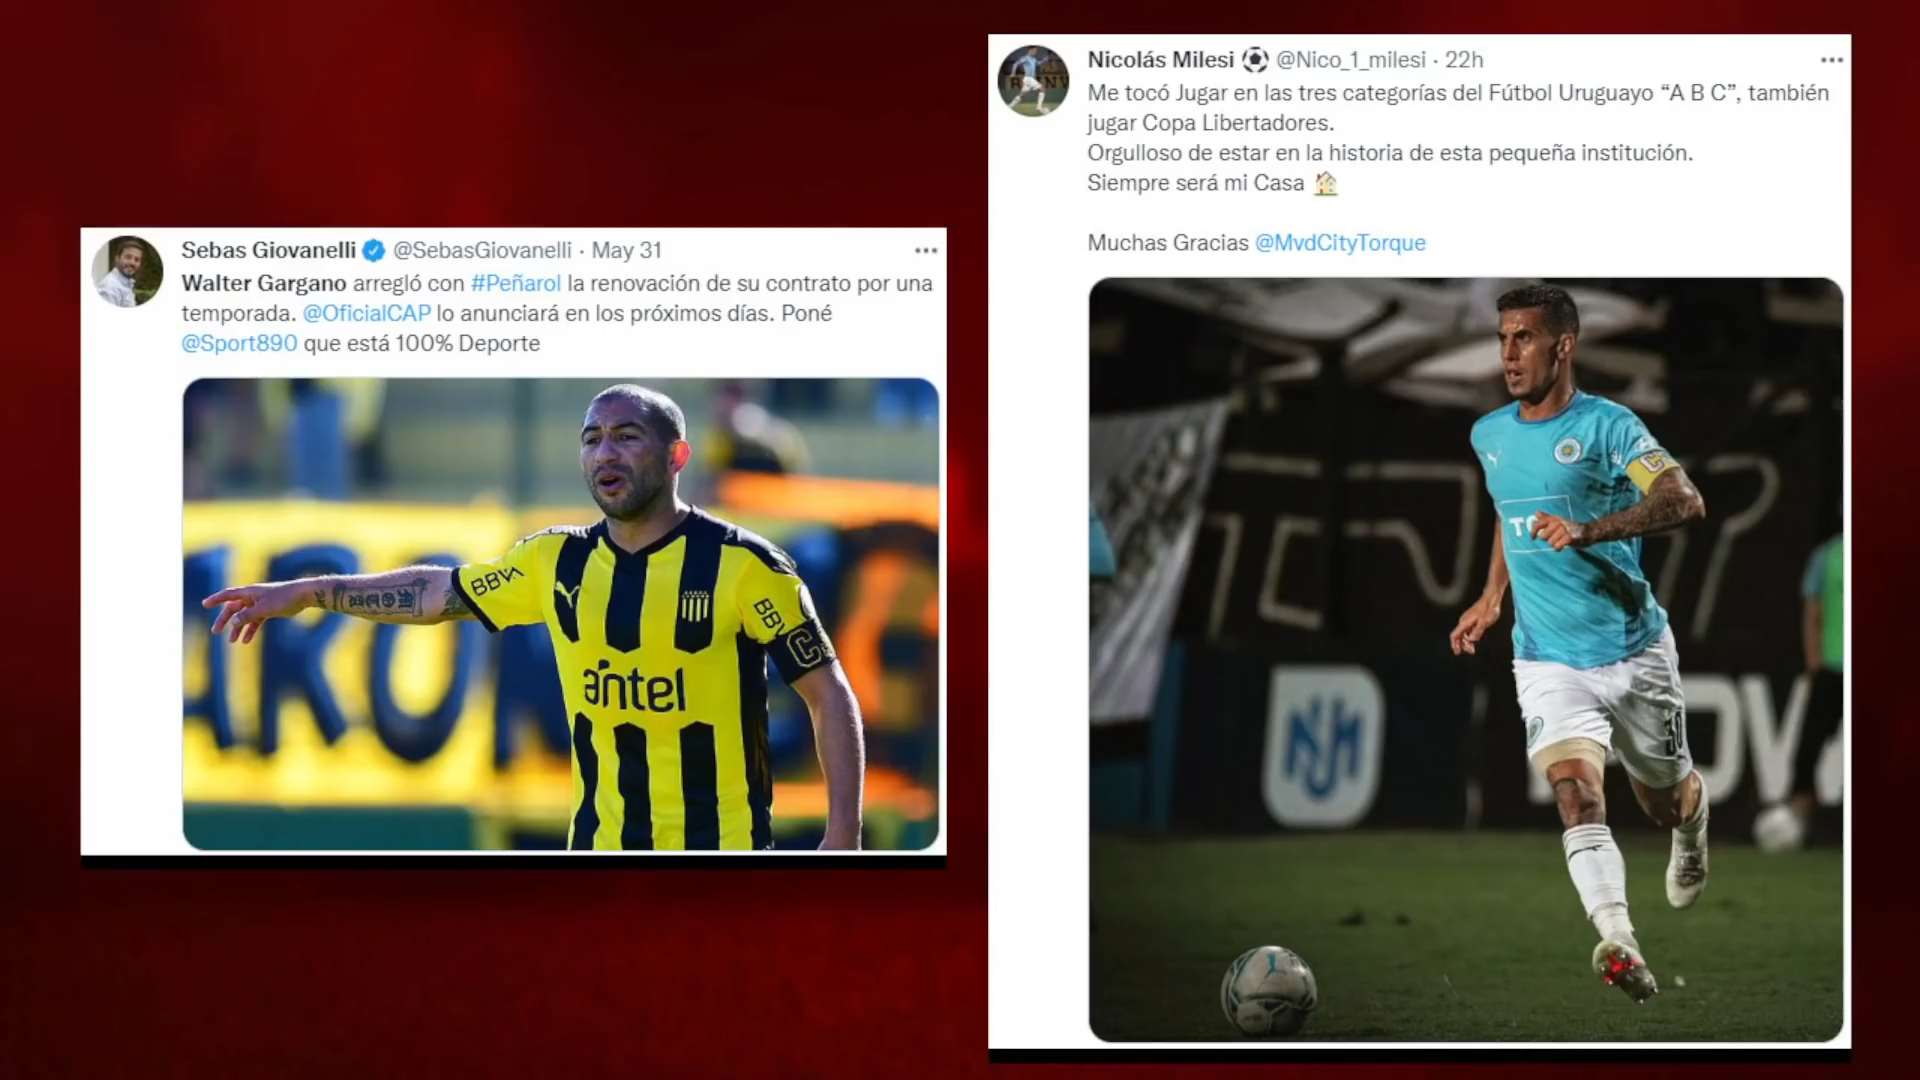 Sebas Giovanelli @SebasGiovanelli · May 31
Walter Gargano arregló con #Peñarol la renovación de su contrato por una
temporada. @OficialCAP lo anunciará en los próximos días. Poné
@Sport890 que está 100% Deporte
BBVA
BBV
C
antel
ARO
Nicolás Milesi ⚽ @Nico_1_milesi · 22h
Me tocó Jugar en las tres categorías del Fútbol Uruguayo “A B C”, también
jugar Copa Libertadores.
Orgulloso de estar en la historia de esta pequeña institución.
Siempre será mi Casa 🏠
Muchas Gracias @MvdCityTorque
C
30